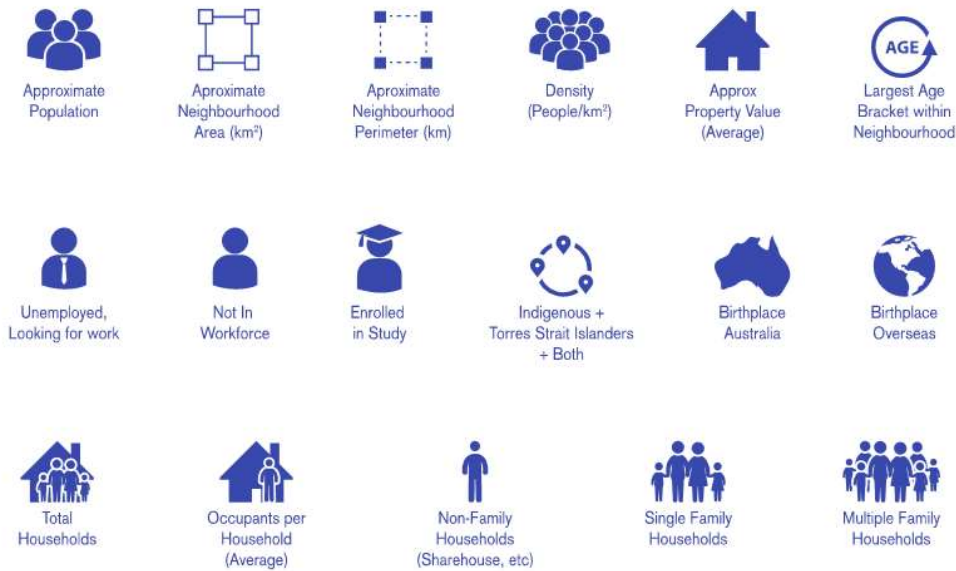 Approximate
Population
Aproximate
Neighbourhood
Area (km²)
Aproximate
Neighbourhood
Perimeter (km)
Density
(People/km²)
Approx
Property Value
(Average)
AGE
Largest Age
Bracket within
Neighbourhood
Unemployed,
Looking for work
Not In
Workforce
Enrolled
in Study
Indigenous +
Torres Strait Islanders
+ Both
Birthplace
Australia
Birthplace
Overseas
Total
Households
Occupants per
Household
(Average)
Non-Family
Households
(Sharehouse, etc)
Single Family
Households
Multiple Family
Households